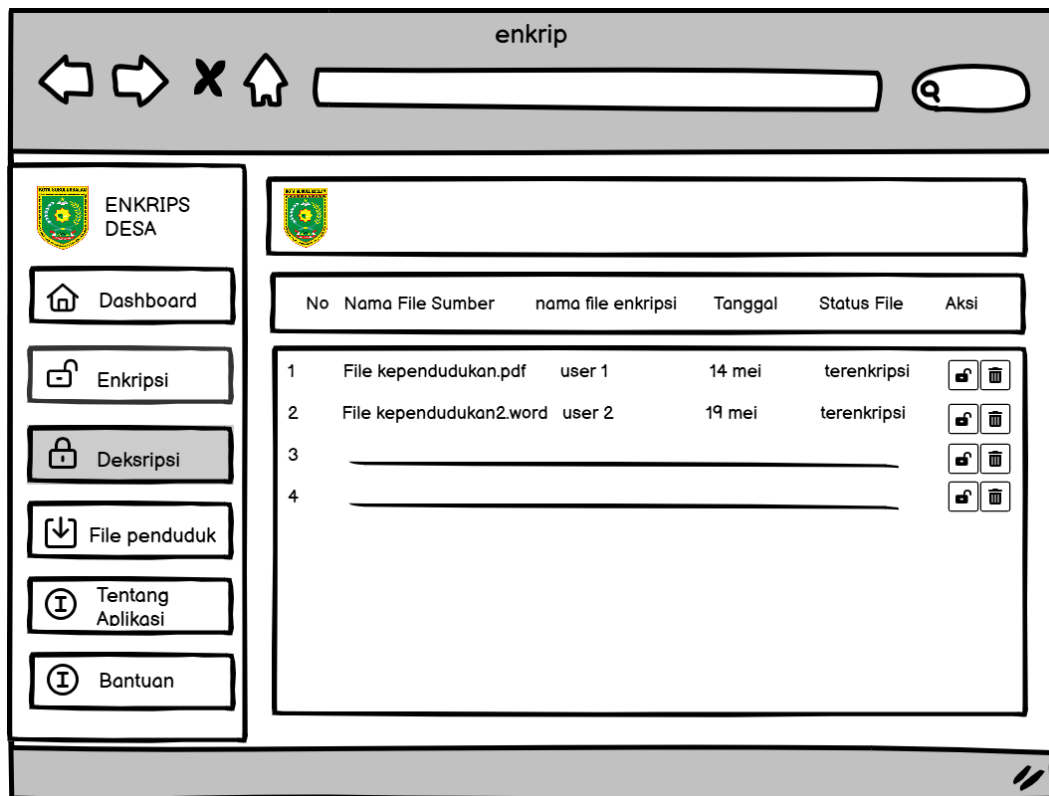 enkrip
KOTA SUBULUSSALAM
ENKRIPS
DESA
Dashboard
Enkripsi
Deksripsi
File penduduk
Tentang
Aplikasi
Bantuan
No Nama File Sumber nama file enkripsi Tanggal Status File Aksi
1 File kependudukan.pdf user 1 14 mei terenkripsi
2 File kependudukan2.word user 2 19 mei terenkripsi
3
4